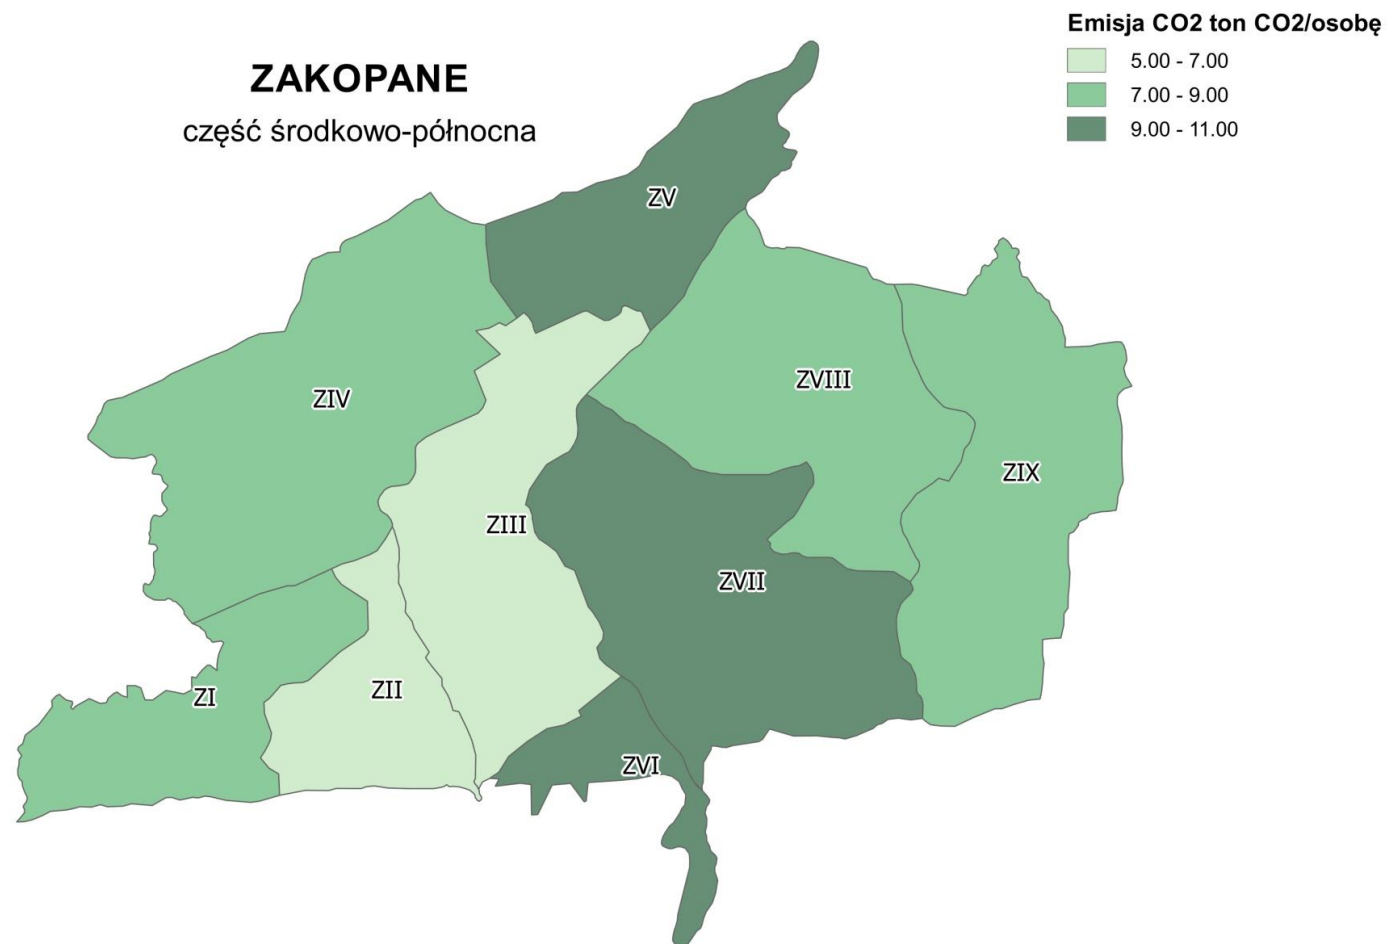 ZAKOPANE
część środkowo-północna
Emisja CO2 ton CO2/osobę
5.00 - 7.00
7.00 - 9.00
9.00 - 11.00
ZV
ZIV
ZVIII
ZIX
ZIII
ZVII
ZI
ZII
ZVI